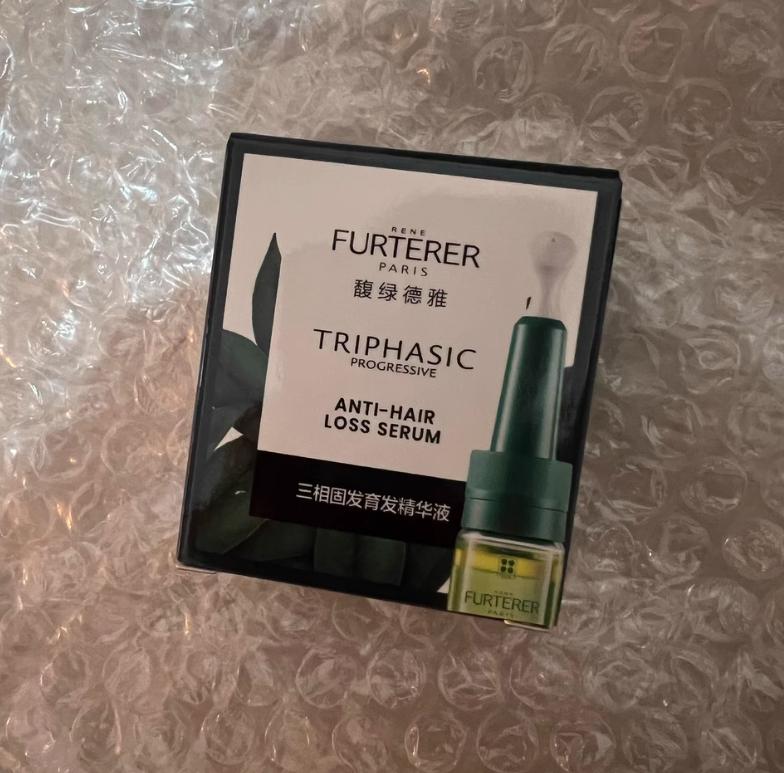 RENE
FURTERER
PARIS
馥绿德雅
TRIPHASIC
PROGRESSIVE
ANTI-HAIR
LOSS SERUM
三相固发育发精华液
FURTERER
PARIS